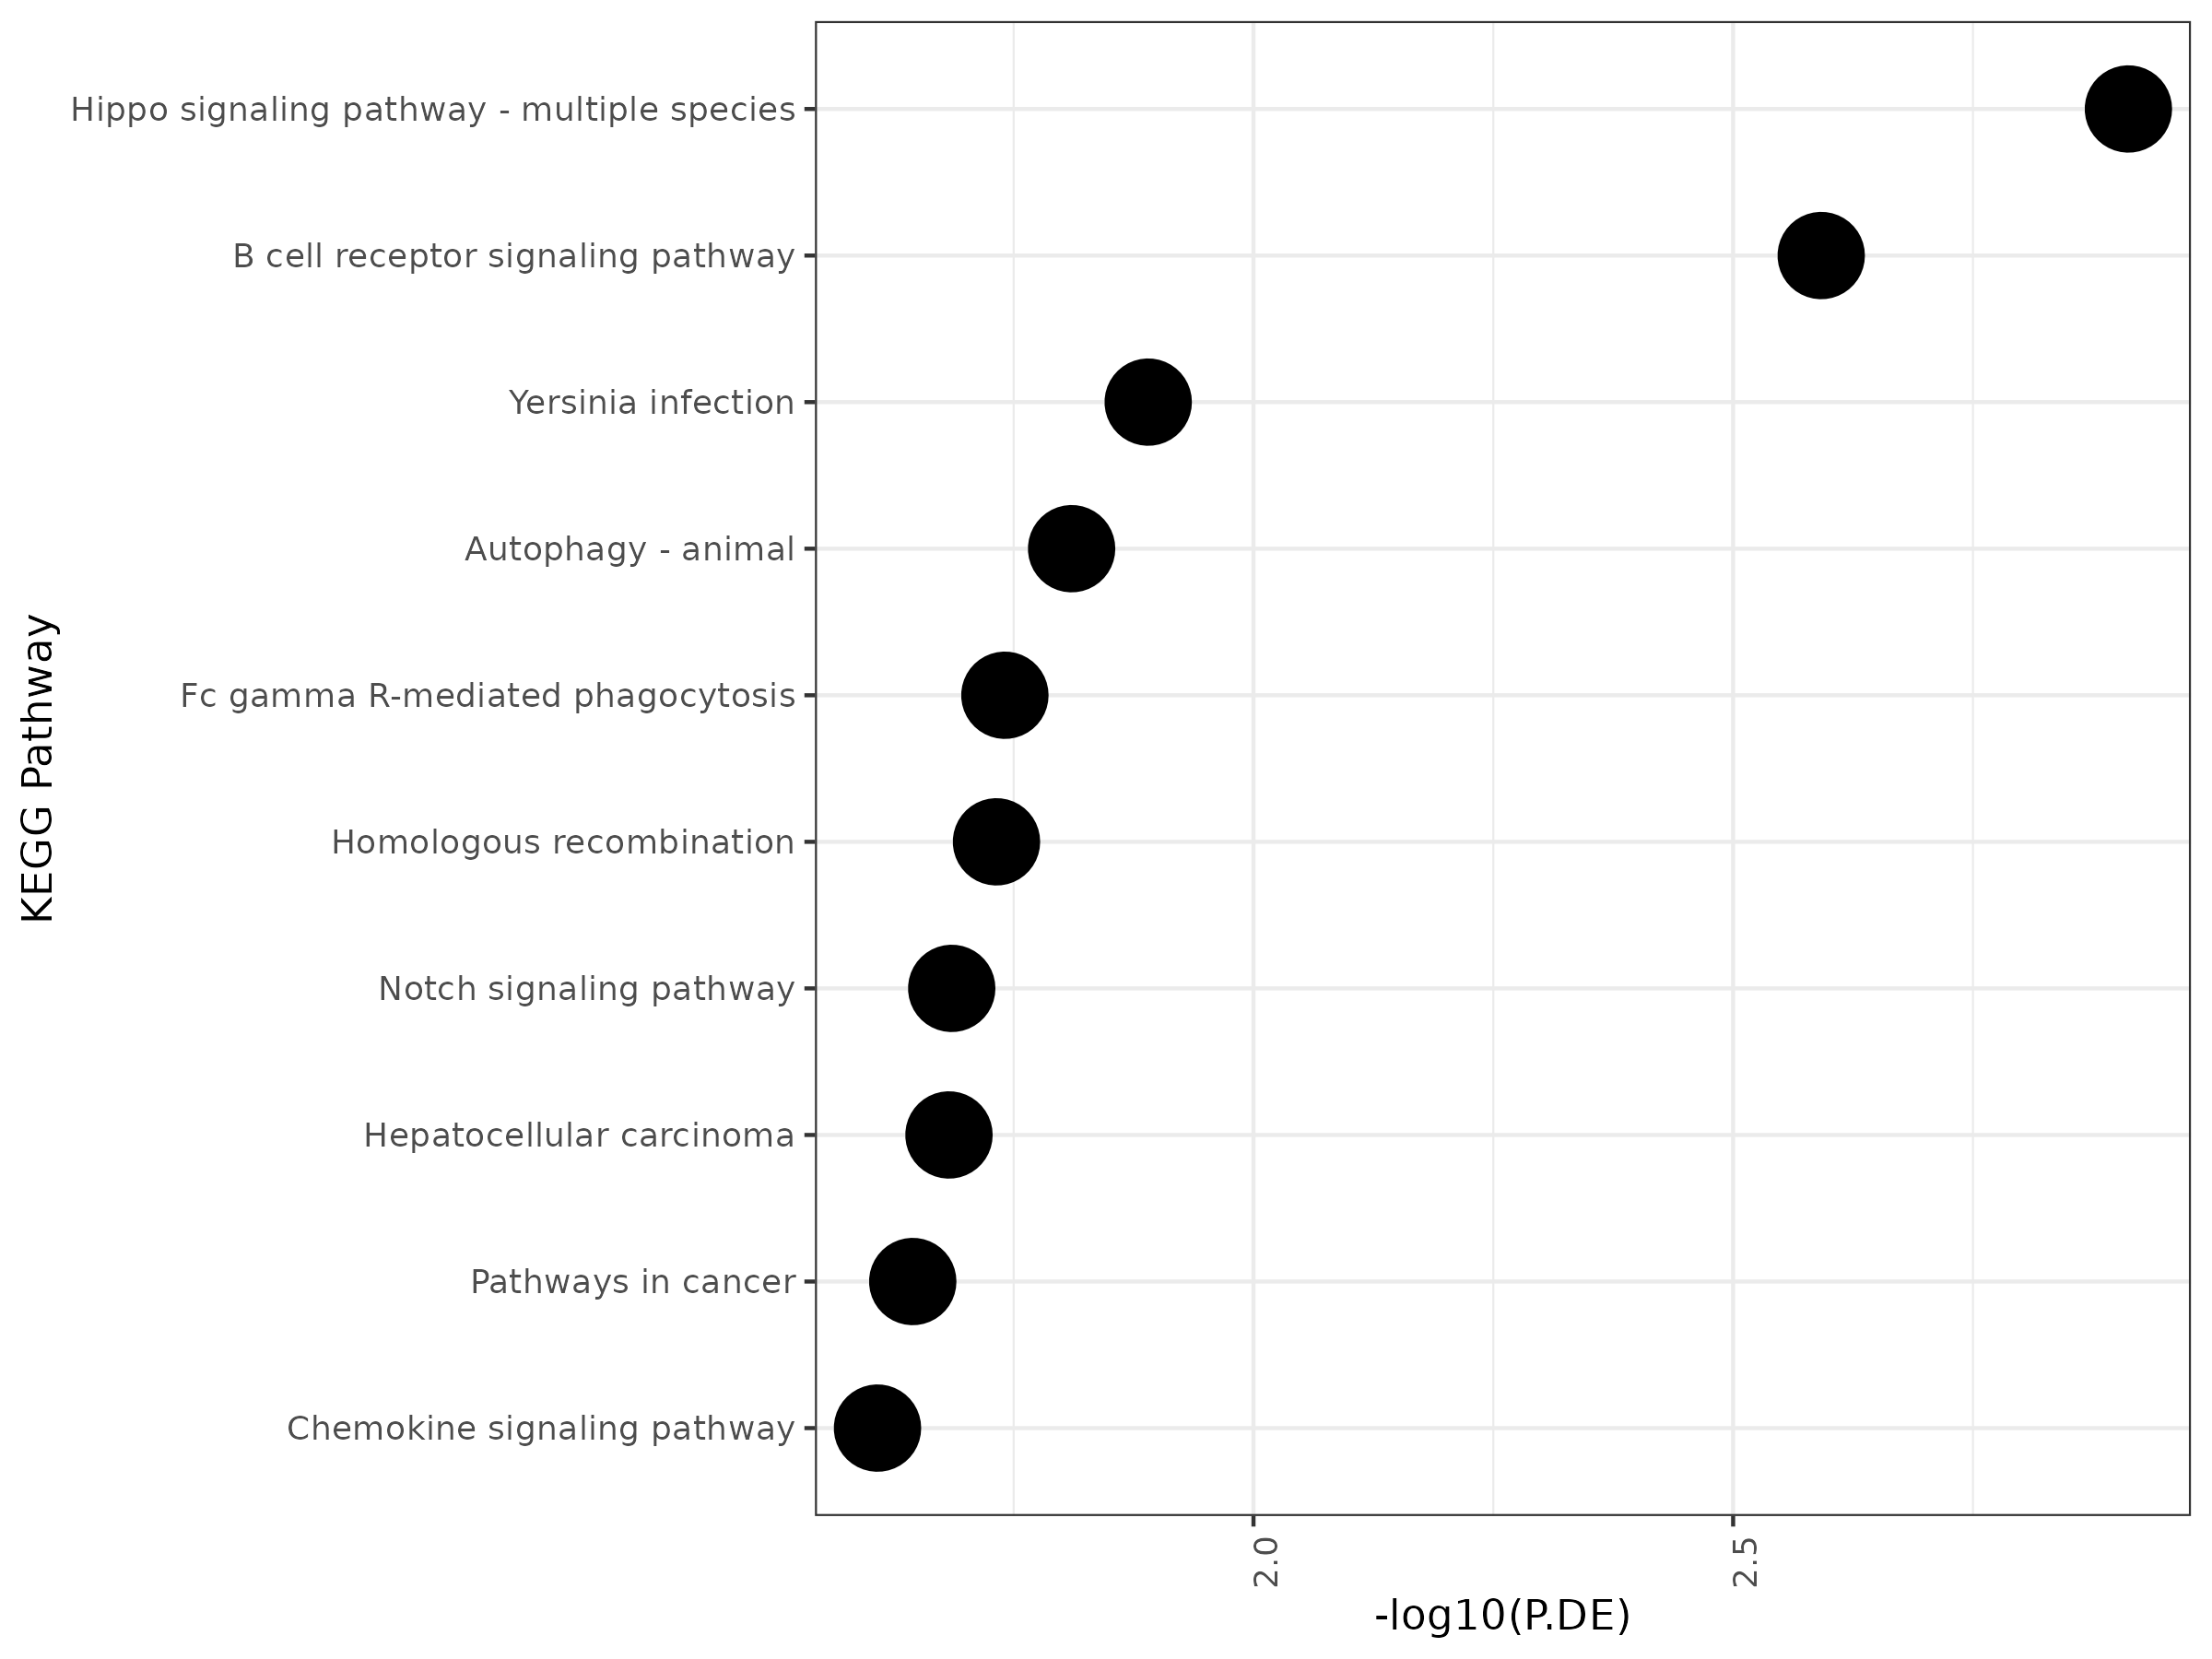 Hippo signaling pathway - multiple species
B cell receptor signaling pathway
Yersinia infection
Autophagy - animal
Fc gamma R-mediated phagocytosis
Homologous recombination
Notch signaling pathway
Hepatocellular carcinoma
Pathways in cancer
Chemokine signaling pathway
KEGG Pathway
2.0
2.5
-log10(P.DE)